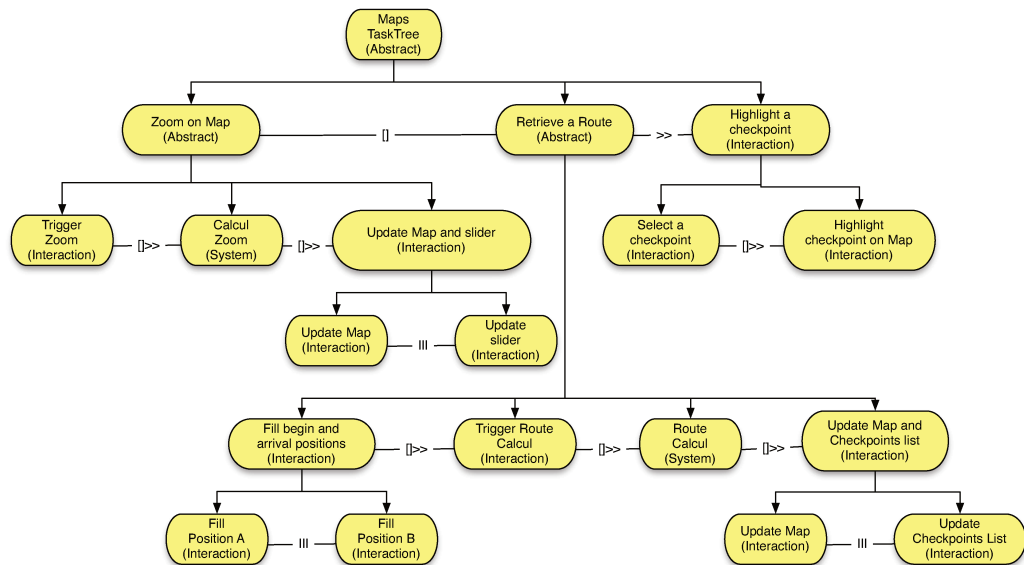 Maps
TaskTree
(Abstract)
Zoom on Map
(Abstract)
[]
Retrieve a Route
(Abstract)
>>
Highlight a
checkpoint
(Interaction)
Trigger
Zoom
(Interaction)
[]>>
Calcul
Zoom
(System)
[]>>
Update Map and slider
(Interaction)
Select a
checkpoint
(Interaction)
[]>>
Highlight
checkpoint on Map
(Interaction)
Update Map
(Interaction)
III
Update
slider
(Interaction)
Fill begin and
arrival positions
(Interaction)
[]>>
Trigger Route
Calcul
(Interaction)
[]>>
Route
Calcul
(System)
[]>>
Update Map and
Checkpoints list
(Interaction)
Fill
Position A
(Interaction)
III
Fill
Position B
(Interaction)
Update Map
(Interaction)
III
Update
Checkpoints List
(Interaction)